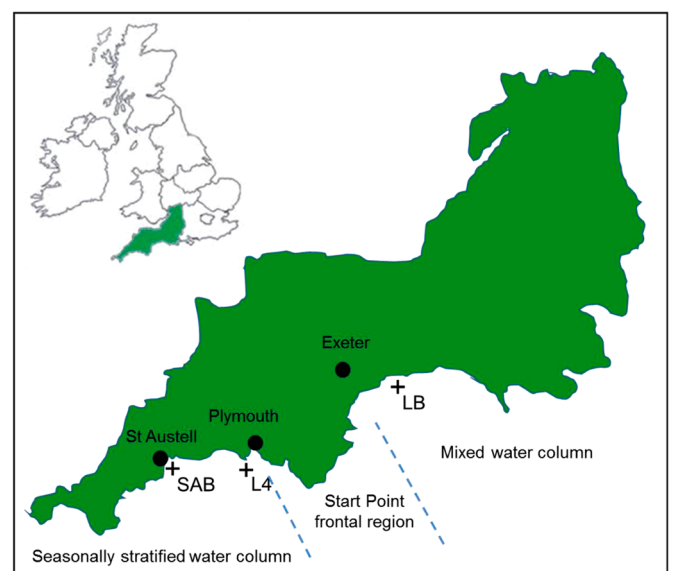 Exeter
LB
Plymouth
St Austell
Mixed water column
SAB
L4
Start Point
frontal region
Seasonally stratified water column